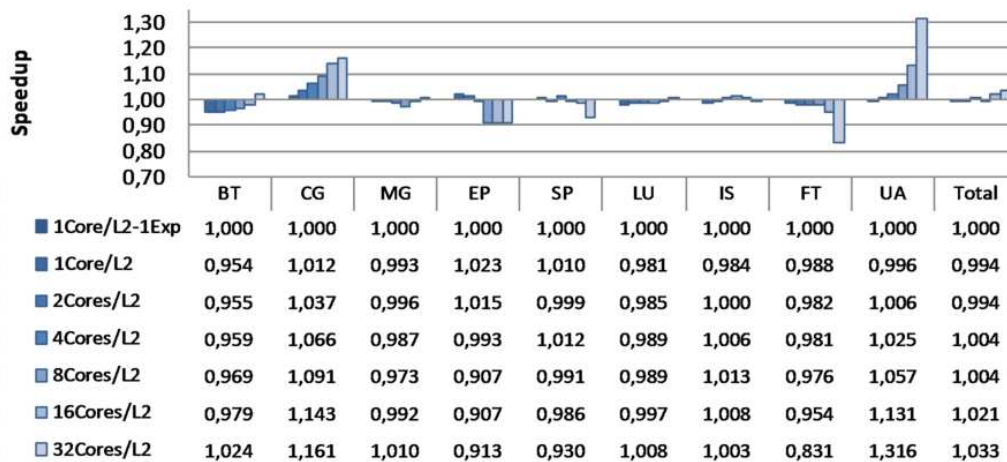 Speedup
1,30
1,20
1,10
1,00
0,90
0,80
0,70
BT CG MG EP SP LU IS FT UA Total
1Core/L2-1Exp 1,000 1,000 1,000 1,000 1,000 1,000 1,000 1,000 1,000 1,000
1Core/L2 0,954 1,012 0,993 1,023 1,010 0,981 0,984 0,988 0,996 0,994
2Cores/L2 0,955 1,037 0,996 1,015 0,999 0,985 1,000 0,982 1,006 0,994
4Cores/L2 0,959 1,066 0,987 0,993 1,012 0,989 1,006 0,981 1,025 1,004
8Cores/L2 0,969 1,091 0,973 0,907 0,991 0,989 1,013 0,976 1,057 1,004
16Cores/L2 0,979 1,143 0,992 0,907 0,986 0,997 1,008 0,954 1,131 1,021
32Cores/L2 1,024 1,161 1,010 0,913 0,930 1,008 1,003 0,831 1,316 1,033